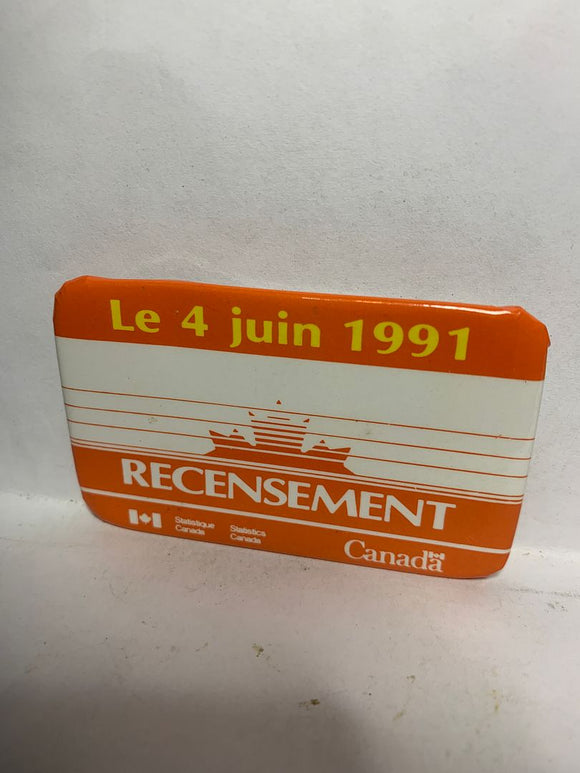 Le 4 juin 1991
RECENSEMENT
Statistique Statistics
Canada Canada
Canada